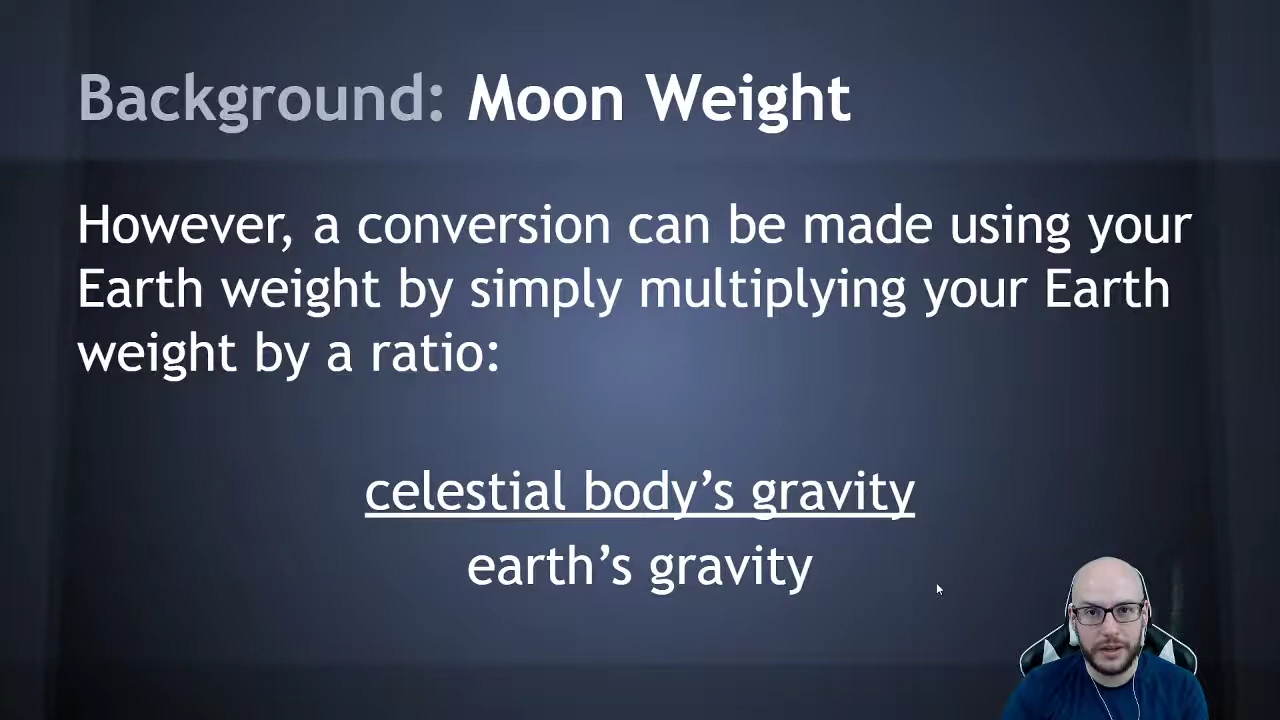 Background: Moon Weight
However, a conversion can be made using your
Earth weight by simply multiplying your Earth
weight by a ratio:
celestial body’s gravity
earth’s gravity